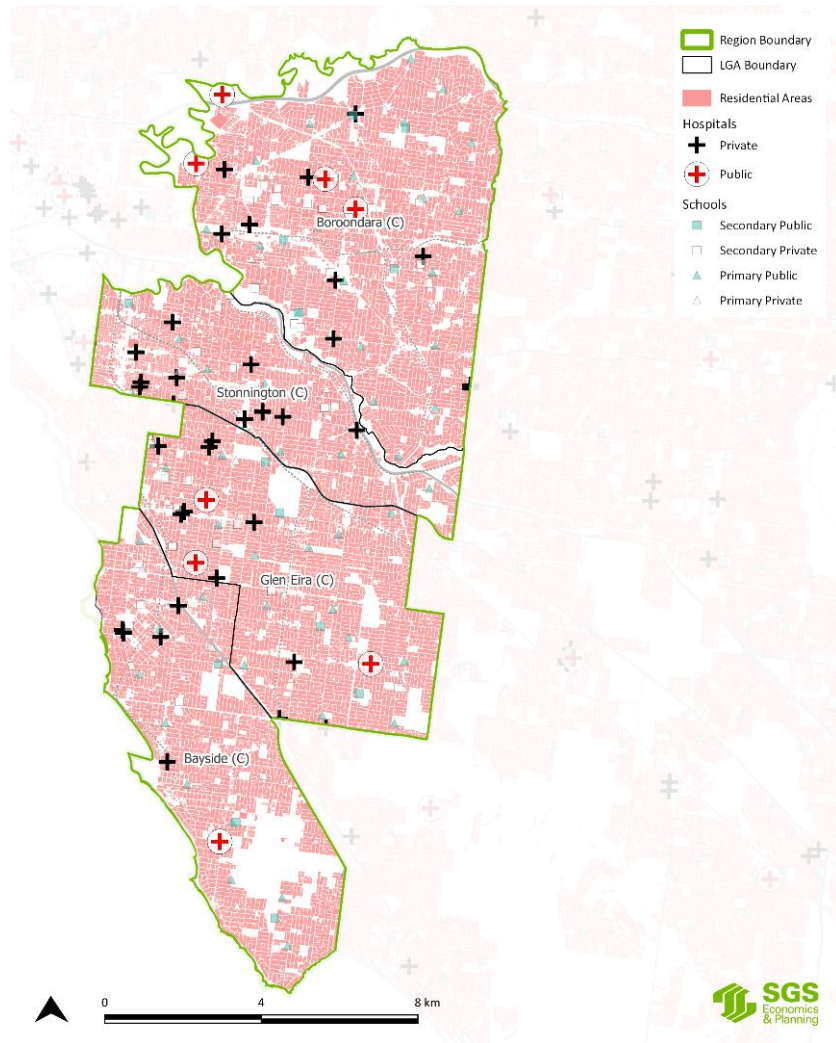 Region Boundary
LGA Boundary
Residential Areas
Hospitals
Private
Public
Schools
Secondary Public
Secondary Private
Primary Public
Primary Private
Boroondara (C)
Stonnington (C)
Glen Eira (C)
Bayside (C)
0 4 8 km
SGS
Economics
& Planning